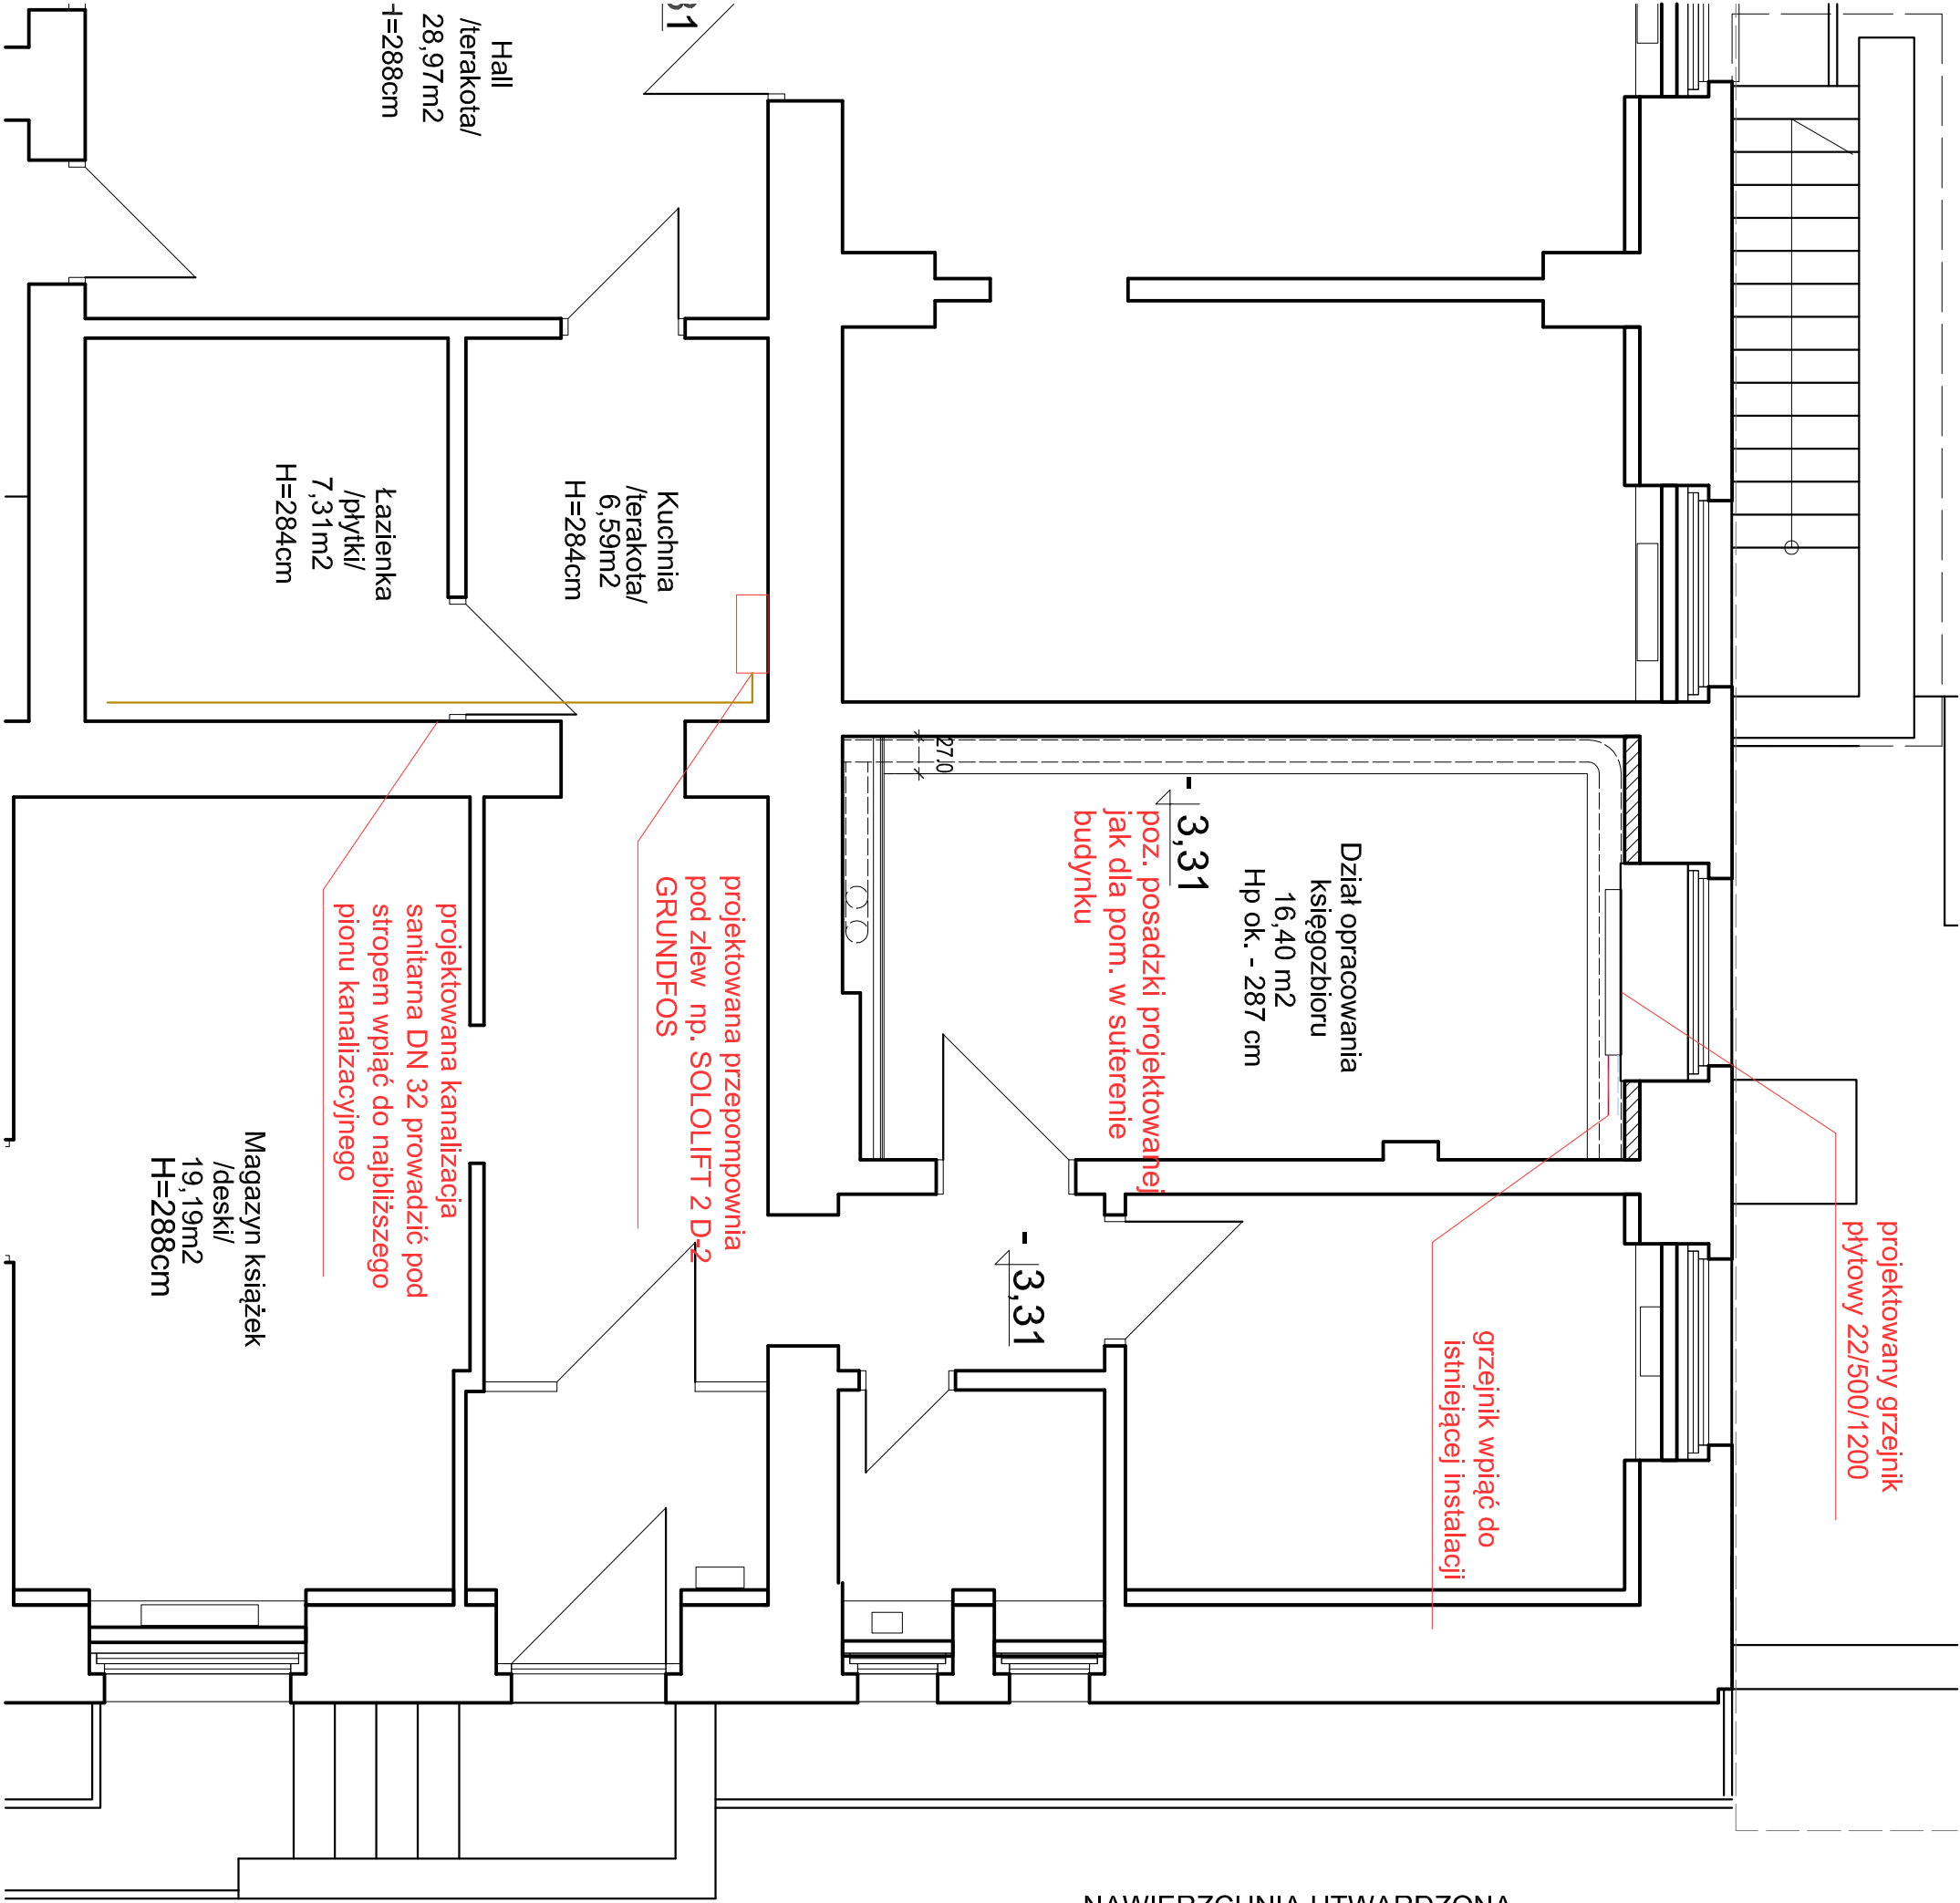 Hall
/terakota/
28,97m2
H=288cm
31
Łazienka
/płytki/
7,31m2
H=284cm
Kuchnia
/terakota/
6,59m2
H=284cm
27.0
- 3,31
poz. posadzki projektowanej
jak dla pom. w suterenie
budynku
Dział opracowania
księgozbioru
16,40 m2
Hp ok. - 287 cm
projektowana przepompownia
pod zlew np. SOLOLIFT 2 D-2
GRUNDFOS
projektowana kanalizacja
sanitarna DN 32 prowadzić pod
stropem wpiąć do najbliższego
pionu kanalizacyjnego
Magazyn książek
/deski/
19,19m2
H=288cm
- 3,31
projektowany grzejnik
płytowy 22/500/1200
grzejnik wpiąć do
istniejącej instalacji
NAWIERZCHNIA UTWARDZONA